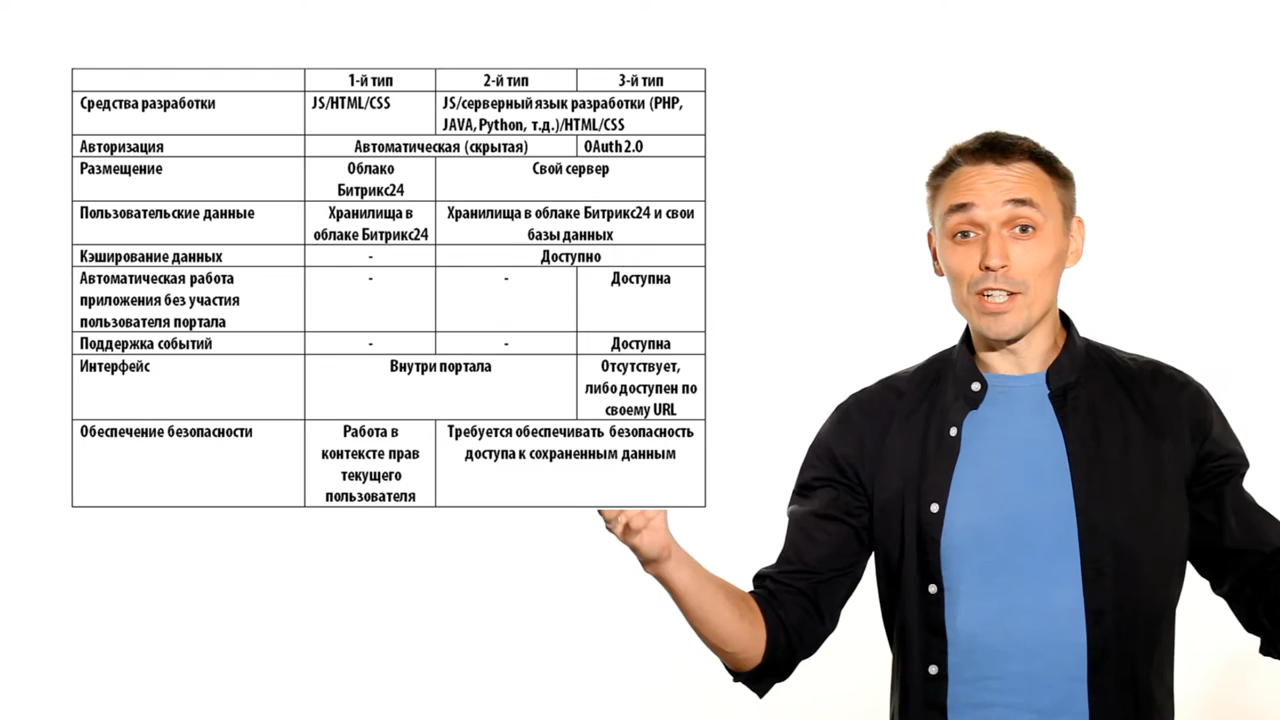 1-й тип 2-й тип 3-й тип
Средства разработки JS/HTML/CSS JS/серверный язык разработки (PHP,
JAVA, Python, т.д.)/HTML/CSS
Авторизация Автоматическая (скрытая) OAuth 2.0
Размещение Облако Свой сервер
Битрикс24
Пользовательские данные Хранилища в Хранилища в облаке Битрикс24 и свои
облаке Битрикс24 базы данных
Кэширование данных - Доступно
Автоматическая работа - - Доступна
приложения без участия
пользователя портала
Поддержка событий - - Доступна
Интерфейс Внутри портала Отсутствует,
либо доступен по
своему URL
Обеспечение безопасности Работа в Требуется обеспечивать безопасность
контексте прав доступа к сохраненным данным
текущего
пользователя